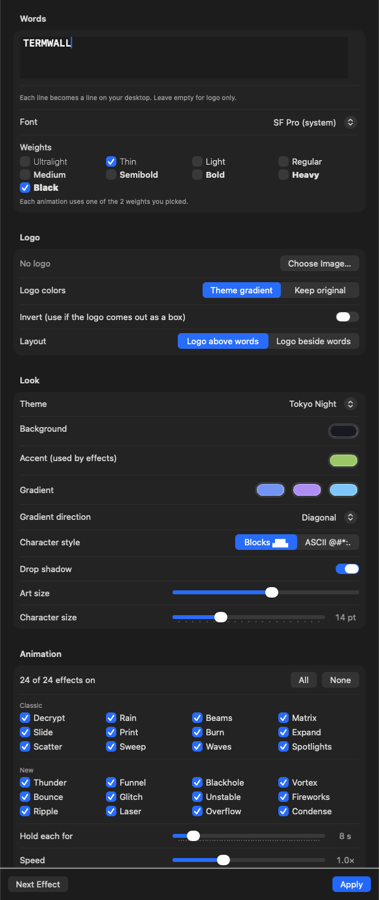 Words
TERMWALL
Each line becomes a line on your desktop. Leave empty for logo only.
Font SF Pro (system)
Weights
Ultralight Thin Light Regular
Medium Semibold Bold Heavy
Black
Each animation uses one of the 2 weights you picked.
Logo
No logo Choose Image...
Logo colors Theme gradient Keep original
Invert (use if the logo comes out as a box)
Layout Logo above words Logo beside words
Look
Theme Tokyo Night
Background
Accent (used by effects)
Gradient
Gradient direction Diagonal
Character style Blocks ASCII @#*:.
Drop shadow
Art size
Character size 14 pt
Animation
24 of 24 effects on All None
Classic
Decrypt Rain Beams Matrix
Slide Print Burn Expand
Scatter Sweep Waves Spotlights
New
Thunder Funnel Blackhole Vortex
Bounce Glitch Unstable Fireworks
Ripple Laser Overflow Condense
Hold each for 8 s
Speed 1.0×
Next Effect Apply